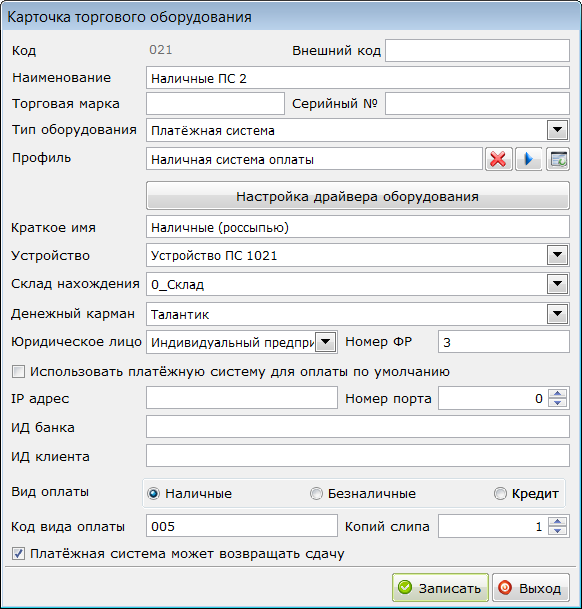 Карточка торгового оборудования
Код 021 Внешний код
Наименование Наличные ПС 2
Торговая марка Серийный №
Тип оборудования Платёжная система
Профиль Наличная система оплаты
Настройка драйвера оборудования
Краткое имя Наличные (россыпью)
Устройство Устройство ПС 1021
Склад нахождения 0_Склад
Денежный карман Талантик
Юридическое лицо Индивидуальный предпри Номер ФР 3
Использовать платёжную систему для оплаты по умолчанию
IP адрес Номер порта 0
ИД банка
ИД клиента
Вид оплаты Наличные Безналичные Кредит
Код вида оплаты 005 Копий слипа 1
Платёжная система может возвращать сдачу
Записать Выход